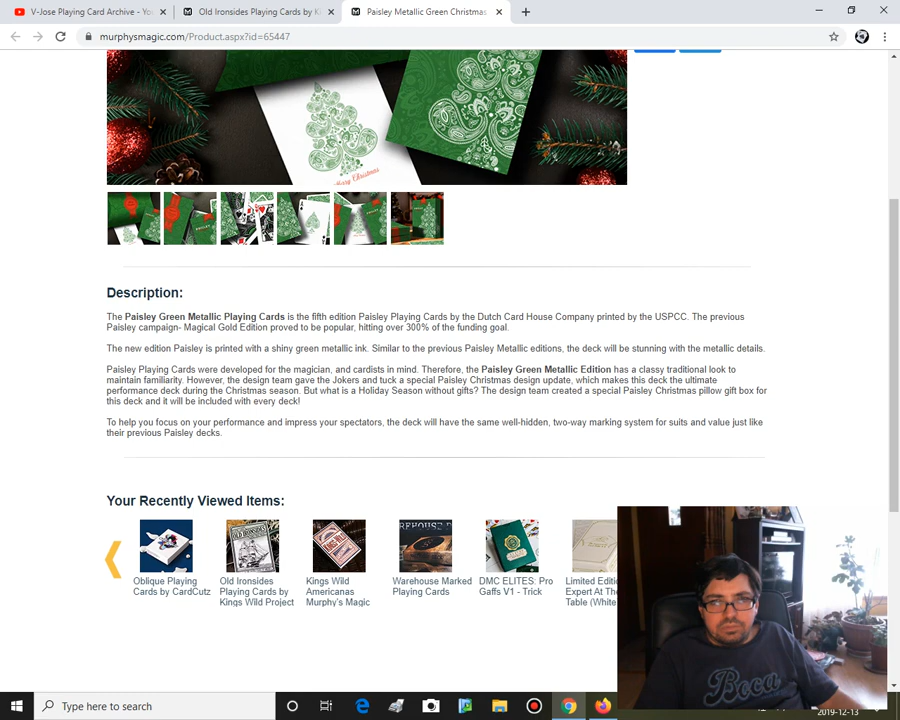 V-Jose Playing Card Archive - Yo
Old Ironsides Playing Cards by Ki
Paisley Metallic Green Christmas
murphysmagic.com/Product.aspx?id=65447
Merry Christmas
Description:
The Paisley Green Metallic Playing Cards is the fifth edition Paisley Playing Cards by the Dutch Card House Company printed by the USPCC. The previous
Paisley campaign- Magical Gold Edition proved to be popular, hitting over 300% of the funding goal.
The new edition Paisley is printed with a shiny green metallic ink. Similar to the previous Paisley Metallic editions, the deck will be stunning with the metallic details.
Paisley Playing Cards were developed for the magician, and cardists in mind. Therefore, the Paisley Green Metallic Edition has a classy traditional look to
maintain familiarity. However, the design team gave the Jokers and tuck a special Paisley Christmas design update, which makes this deck the ultimate
performance deck during the Christmas season. But what is a Holiday Season without gifts? The design team created a special Paisley Christmas pillow gift box for
this deck and it will be included with every deck!
To help you focus on your performance and impress your spectators, the deck will have the same well-hidden, two-way marking system for suits and value just like
their previous Paisley decks.
Your Recently Viewed Items:
Oblique Playing
Cards by CardCutz
Old Ironsides
Playing Cards by
Kings Wild Project
Kings Wild
Americanas
Murphy's Magic
Warehouse Marked
Playing Cards
DMC ELITES: Pro
Gaffs V1 - Trick
Limited Editi
Expert At The
Table (White
Boca
Type here to search
2019-12-13